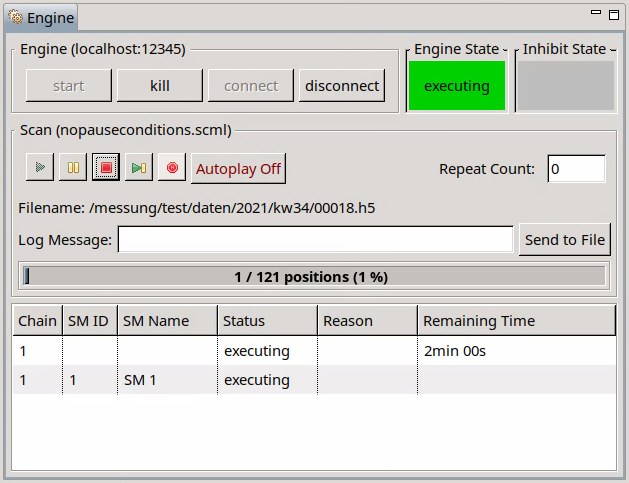 Engine
Engine (localhost:12345) Engine State Inhibit State
start kill connect disconnect executing
Scan (nopauseconditions.scml)
Autoplay Off Repeat Count: 0
Filename: /messung/test/daten/2021/kw34/00018.h5
Log Message: Send to File
1 / 121 positions (1 %)
Chain SM ID SM Name Status Reason Remaining Time
1 executing 2min 00s
1 1 SM 1 executing